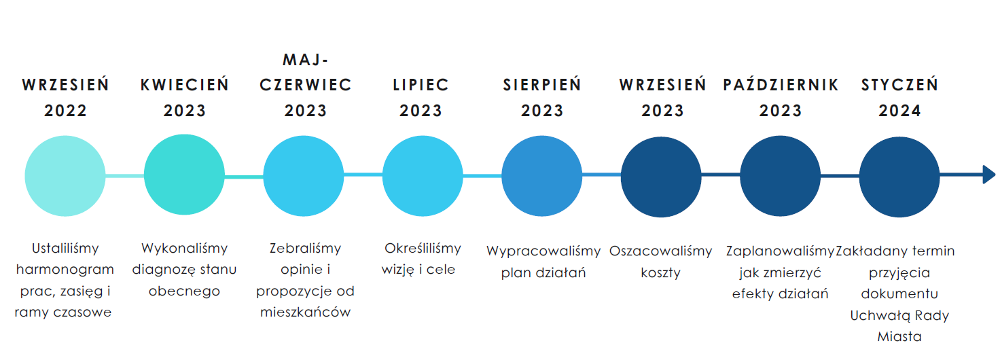 WRZESIEŃ
2022
Ustaliliśmy
harmonogram
prac, zasięg i
ramy czasowe
KWIECIEŃ
2023
Wykonaliśmy
diagnozę stanu
obecnego
MAJ-
CZERWIEC
2023
Zebraliśmy
opinie i
propozycje od
mieszkańców
LIPIEC
2023
Określiliśmy
wizję i cele
SIERPIEŃ
2023
Wypracowaliśmy
plan działań
WRZESIEŃ
2023
Oszacowaliśmy
koszty
PAŹDZIERNIK
2023
Zaplanowaliśmy
jak zmierzyć
efekty działań
STYCZEŃ
2024
Zakładany termin
przyjęcia
dokumentu
Uchwałą Rady
Miasta